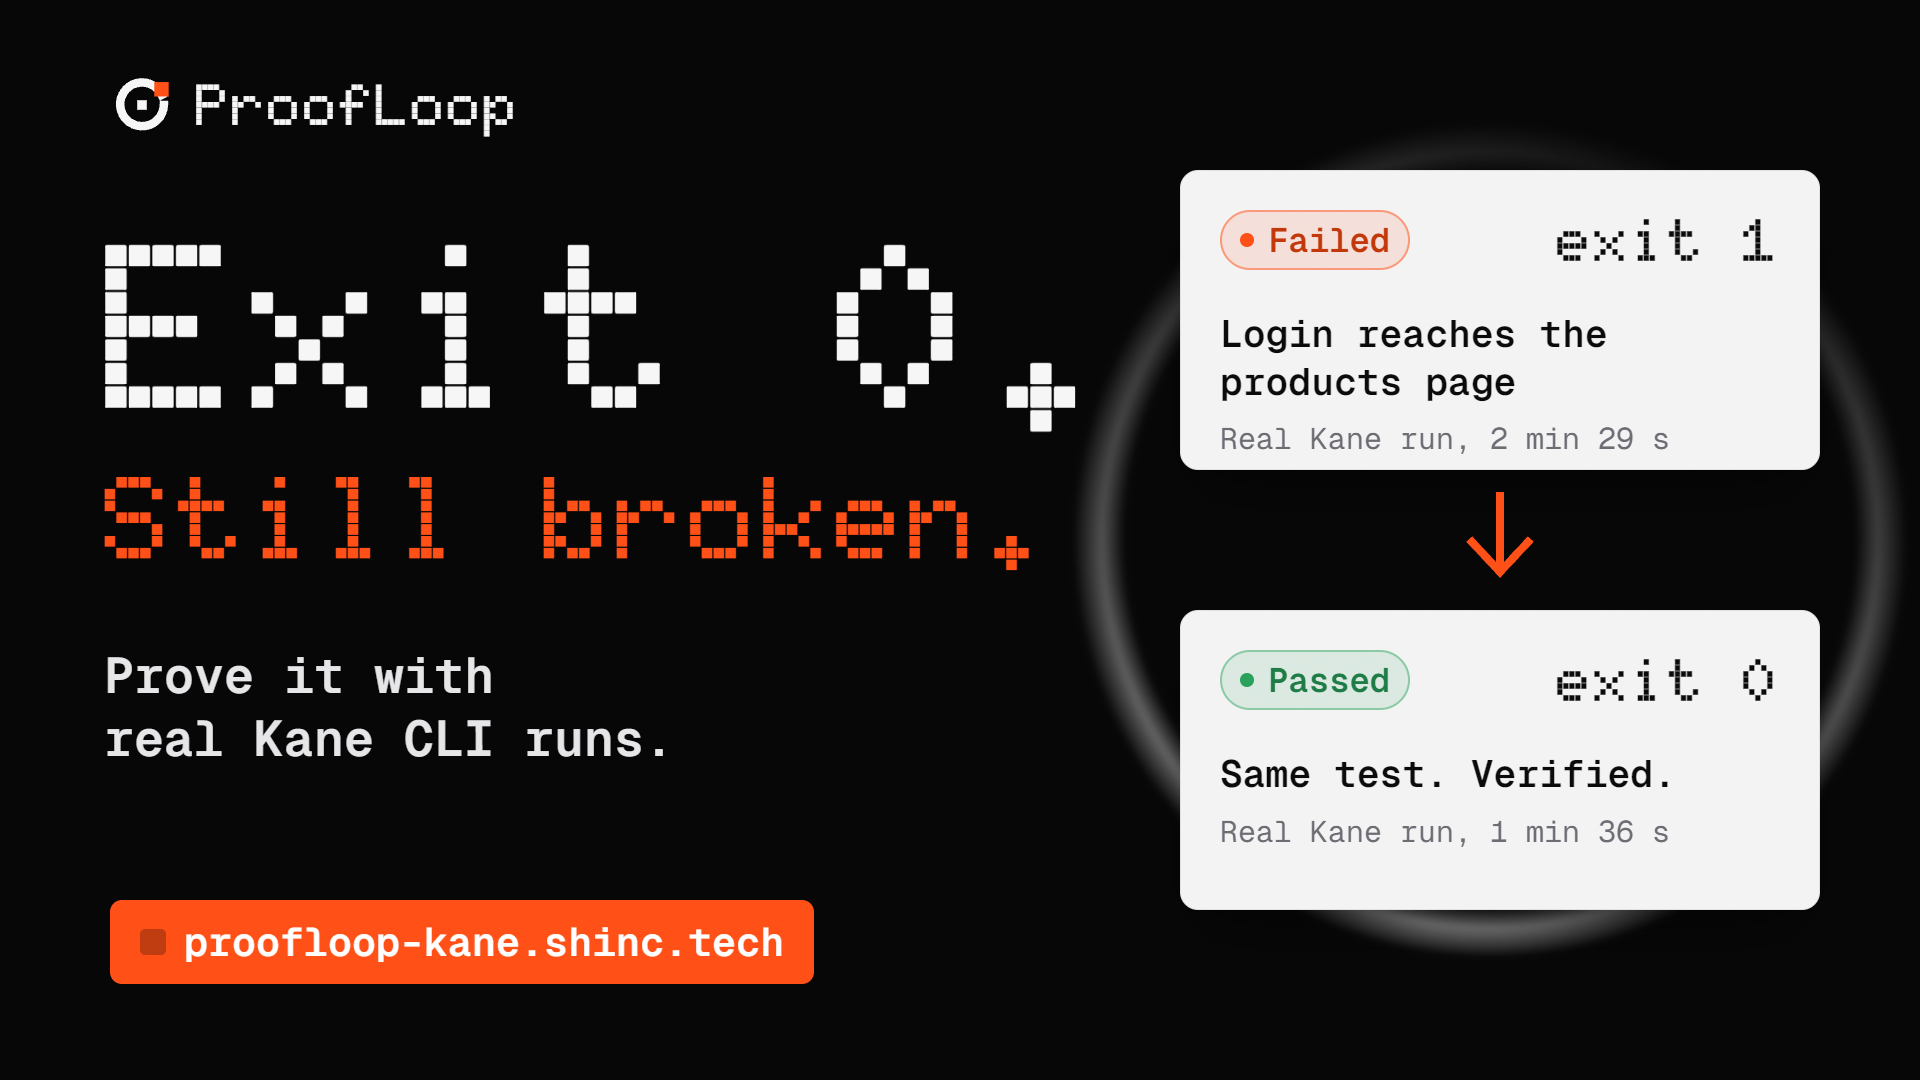 ProofLoop
Exit 0.
Still broken.
Prove it with
real Kane CLI runs.
proofloop-kane.shinc.tech
Failed
exit 1
Login reaches the
products page
Real Kane run, 2 min 29 s
Passed
exit 0
Same test. Verified.
Real Kane run, 1 min 36 s